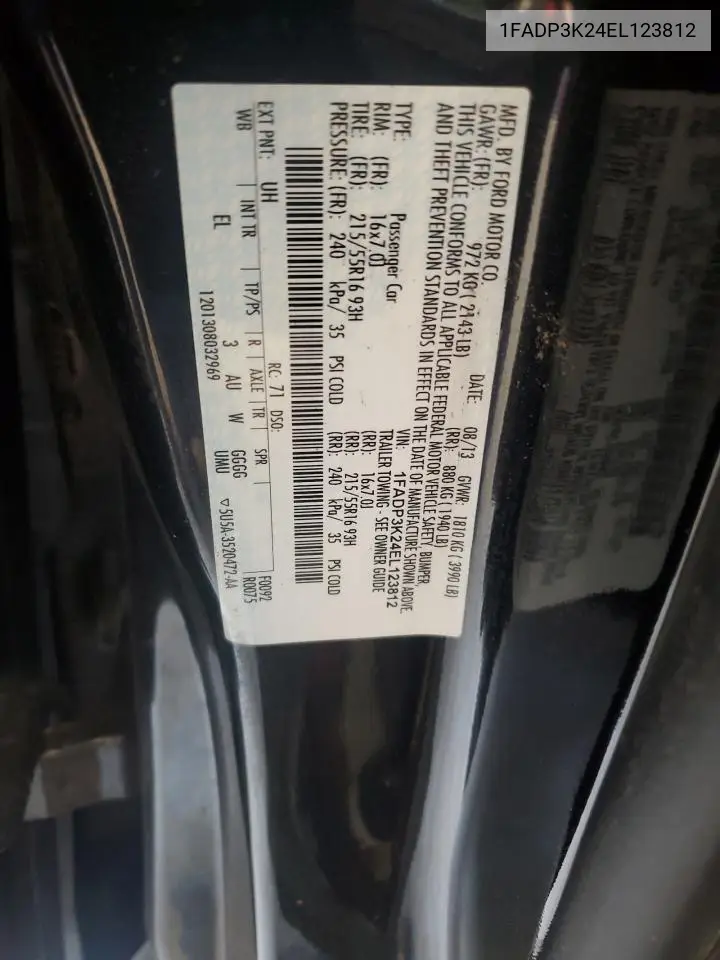 1FADP3K24EL123812
MFD. BY FORD MOTOR CO.
DATE: 08/13 GVWR: 1810 KG ( 3990 LB)
GAWR: (FR): 972 KG ( 2143 LB) (RR): 880 KG ( 1940 LB)
THIS VEHICLE CONFORMS TO ALL APPLICABLE FEDERAL MOTOR VEHICLE SAFETY, BUMPER,
AND THEFT PREVENTION STANDARDS IN EFFECT ON THE DATE OF MANUFACTURE SHOWN ABOVE.
VIN: 1FADP3K24EL123812
TYPE: Passenger Car TRAILER TOWING - SEE OWNER GUIDE
RIM: (FR): 16x7.0J (RR): 16x7.0J
TIRE: (FR): 215/55R16 93H (RR): 215/55R16 93H
PRESSURE: (FR): 240 kPa/ 35 PSI COLD (RR): 240 kPa/ 35 PSI COLD
EXT PNT: UH RC: 71 DSO: F0092
WB INT TR TP/PS R AXLE TR SPR R0075
EL 3 AU W GGGG
1201308032969 UMU ▽5U5A-3520472-AA